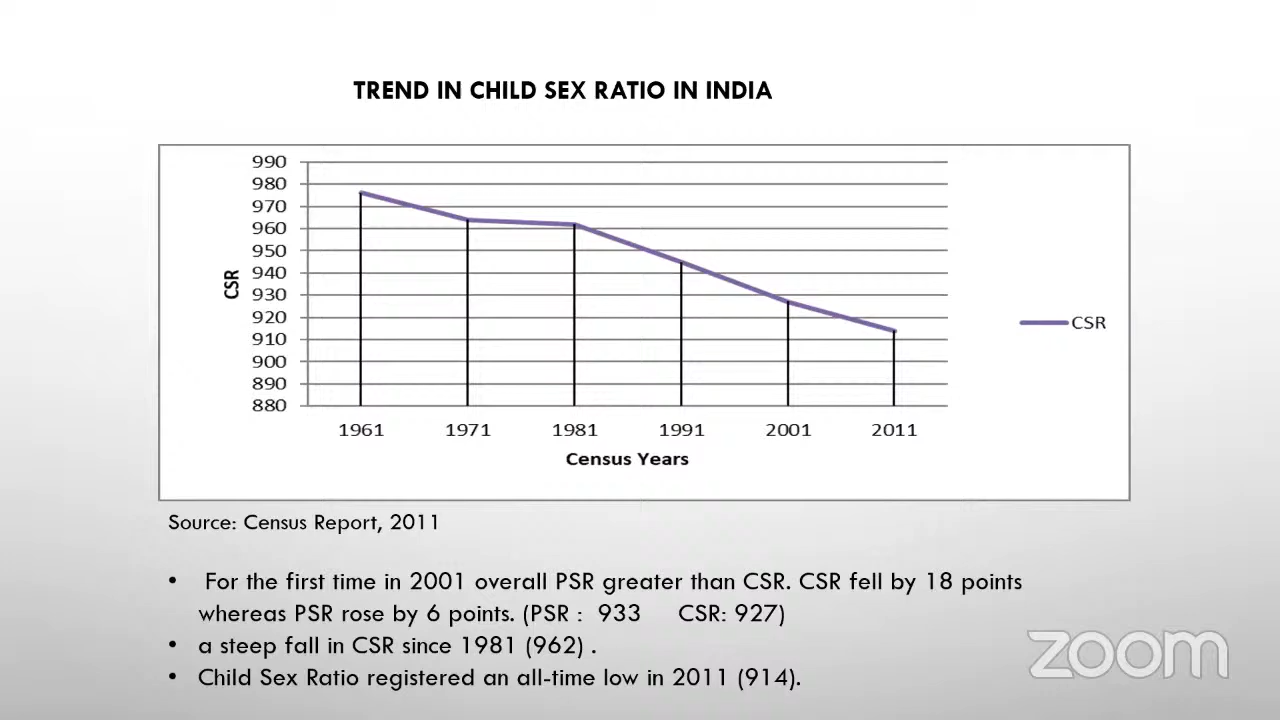 TREND IN CHILD SEX RATIO IN INDIA
990
980
970
960
950
940
930
920
910
900
890
880
CSR
1961 1971 1981 1991 2001 2011
Census Years
CSR
Source: Census Report, 2011
• For the first time in 2001 overall PSR greater than CSR. CSR fell by 18 points
whereas PSR rose by 6 points. (PSR : 933 CSR: 927)
• a steep fall in CSR since 1981 (962) .
• Child Sex Ratio registered an all-time low in 2011 (914).
zoom